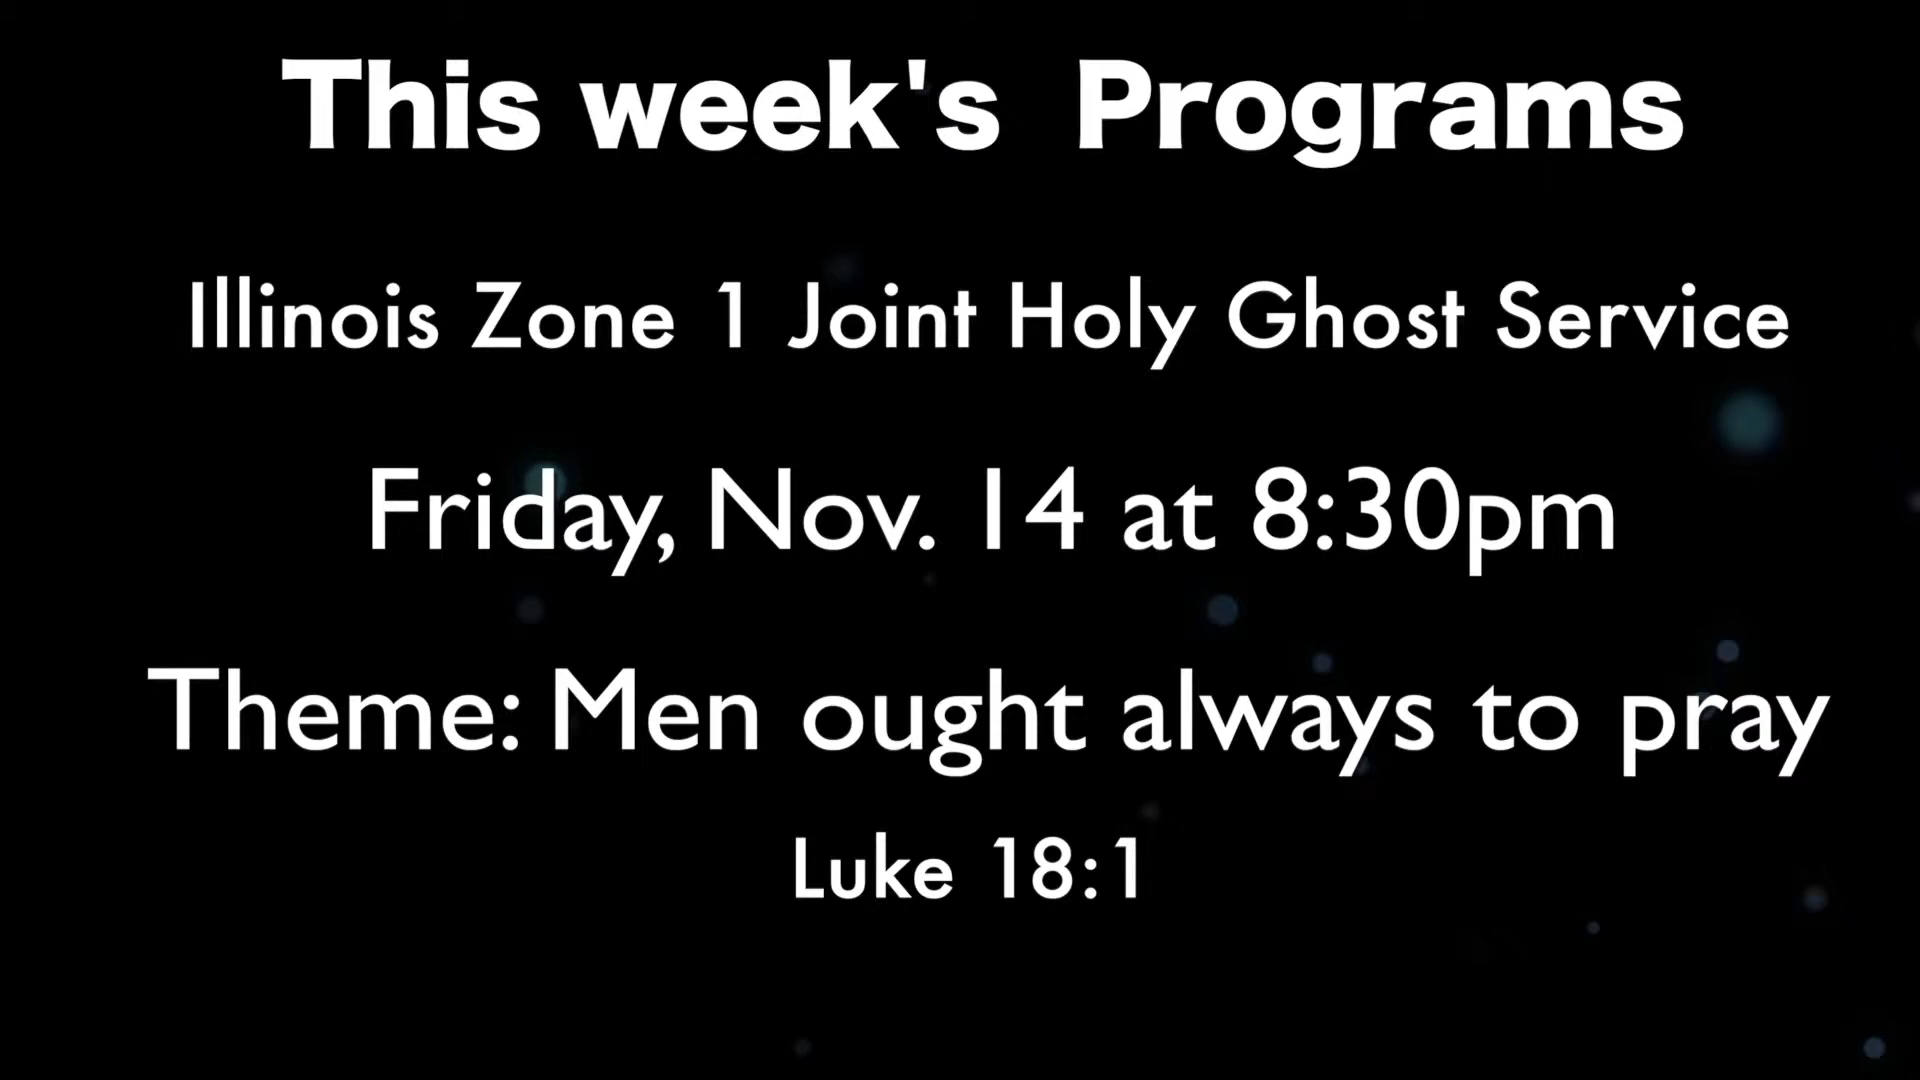 This week's Programs
Illinois Zone 1 Joint Holy Ghost Service
Friday, Nov. 14 at 8:30pm
Theme: Men ought always to pray
Luke 18:1